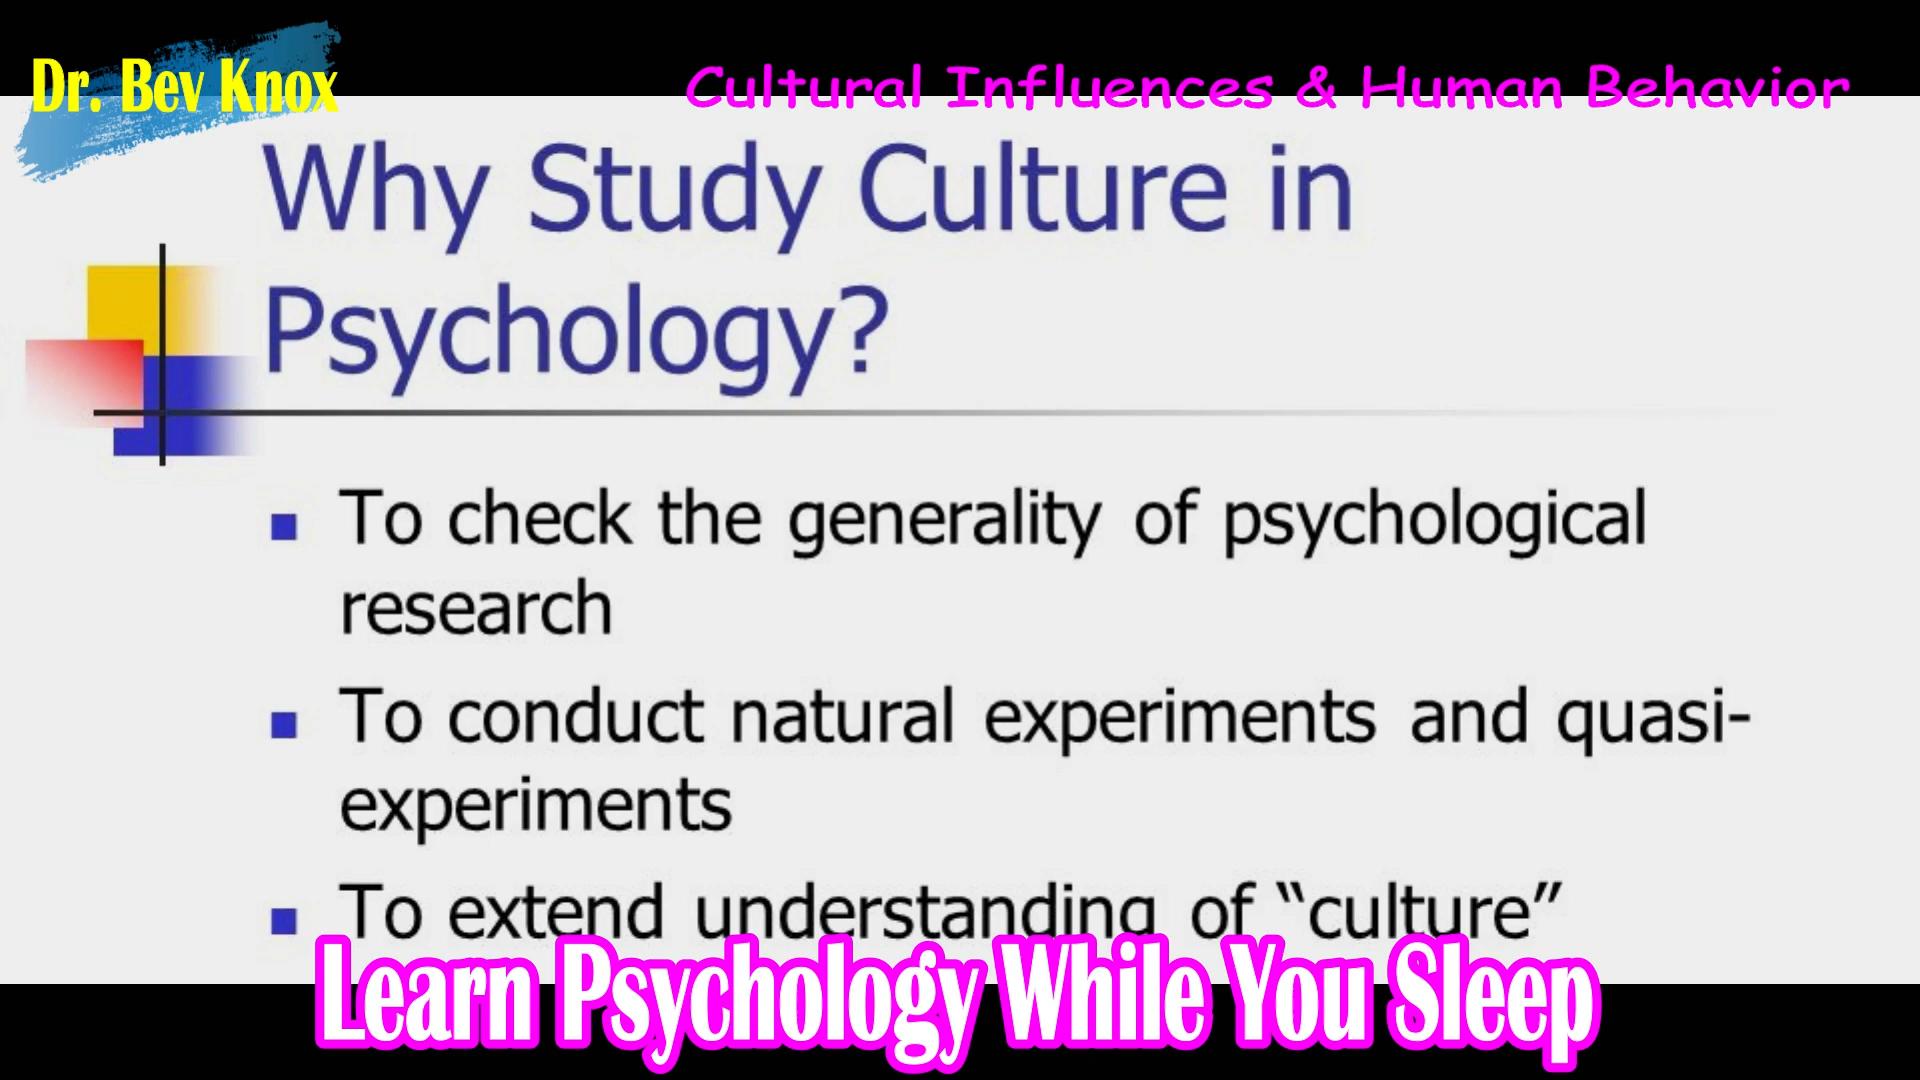 Dr. Bev Knox
Cultural Influences & Human Behavior
Why Study Culture in
Psychology?
To check the generality of psychological
research
To conduct natural experiments and quasi-
experiments
To extend understanding of “culture”
Learn Psychology While You Sleep